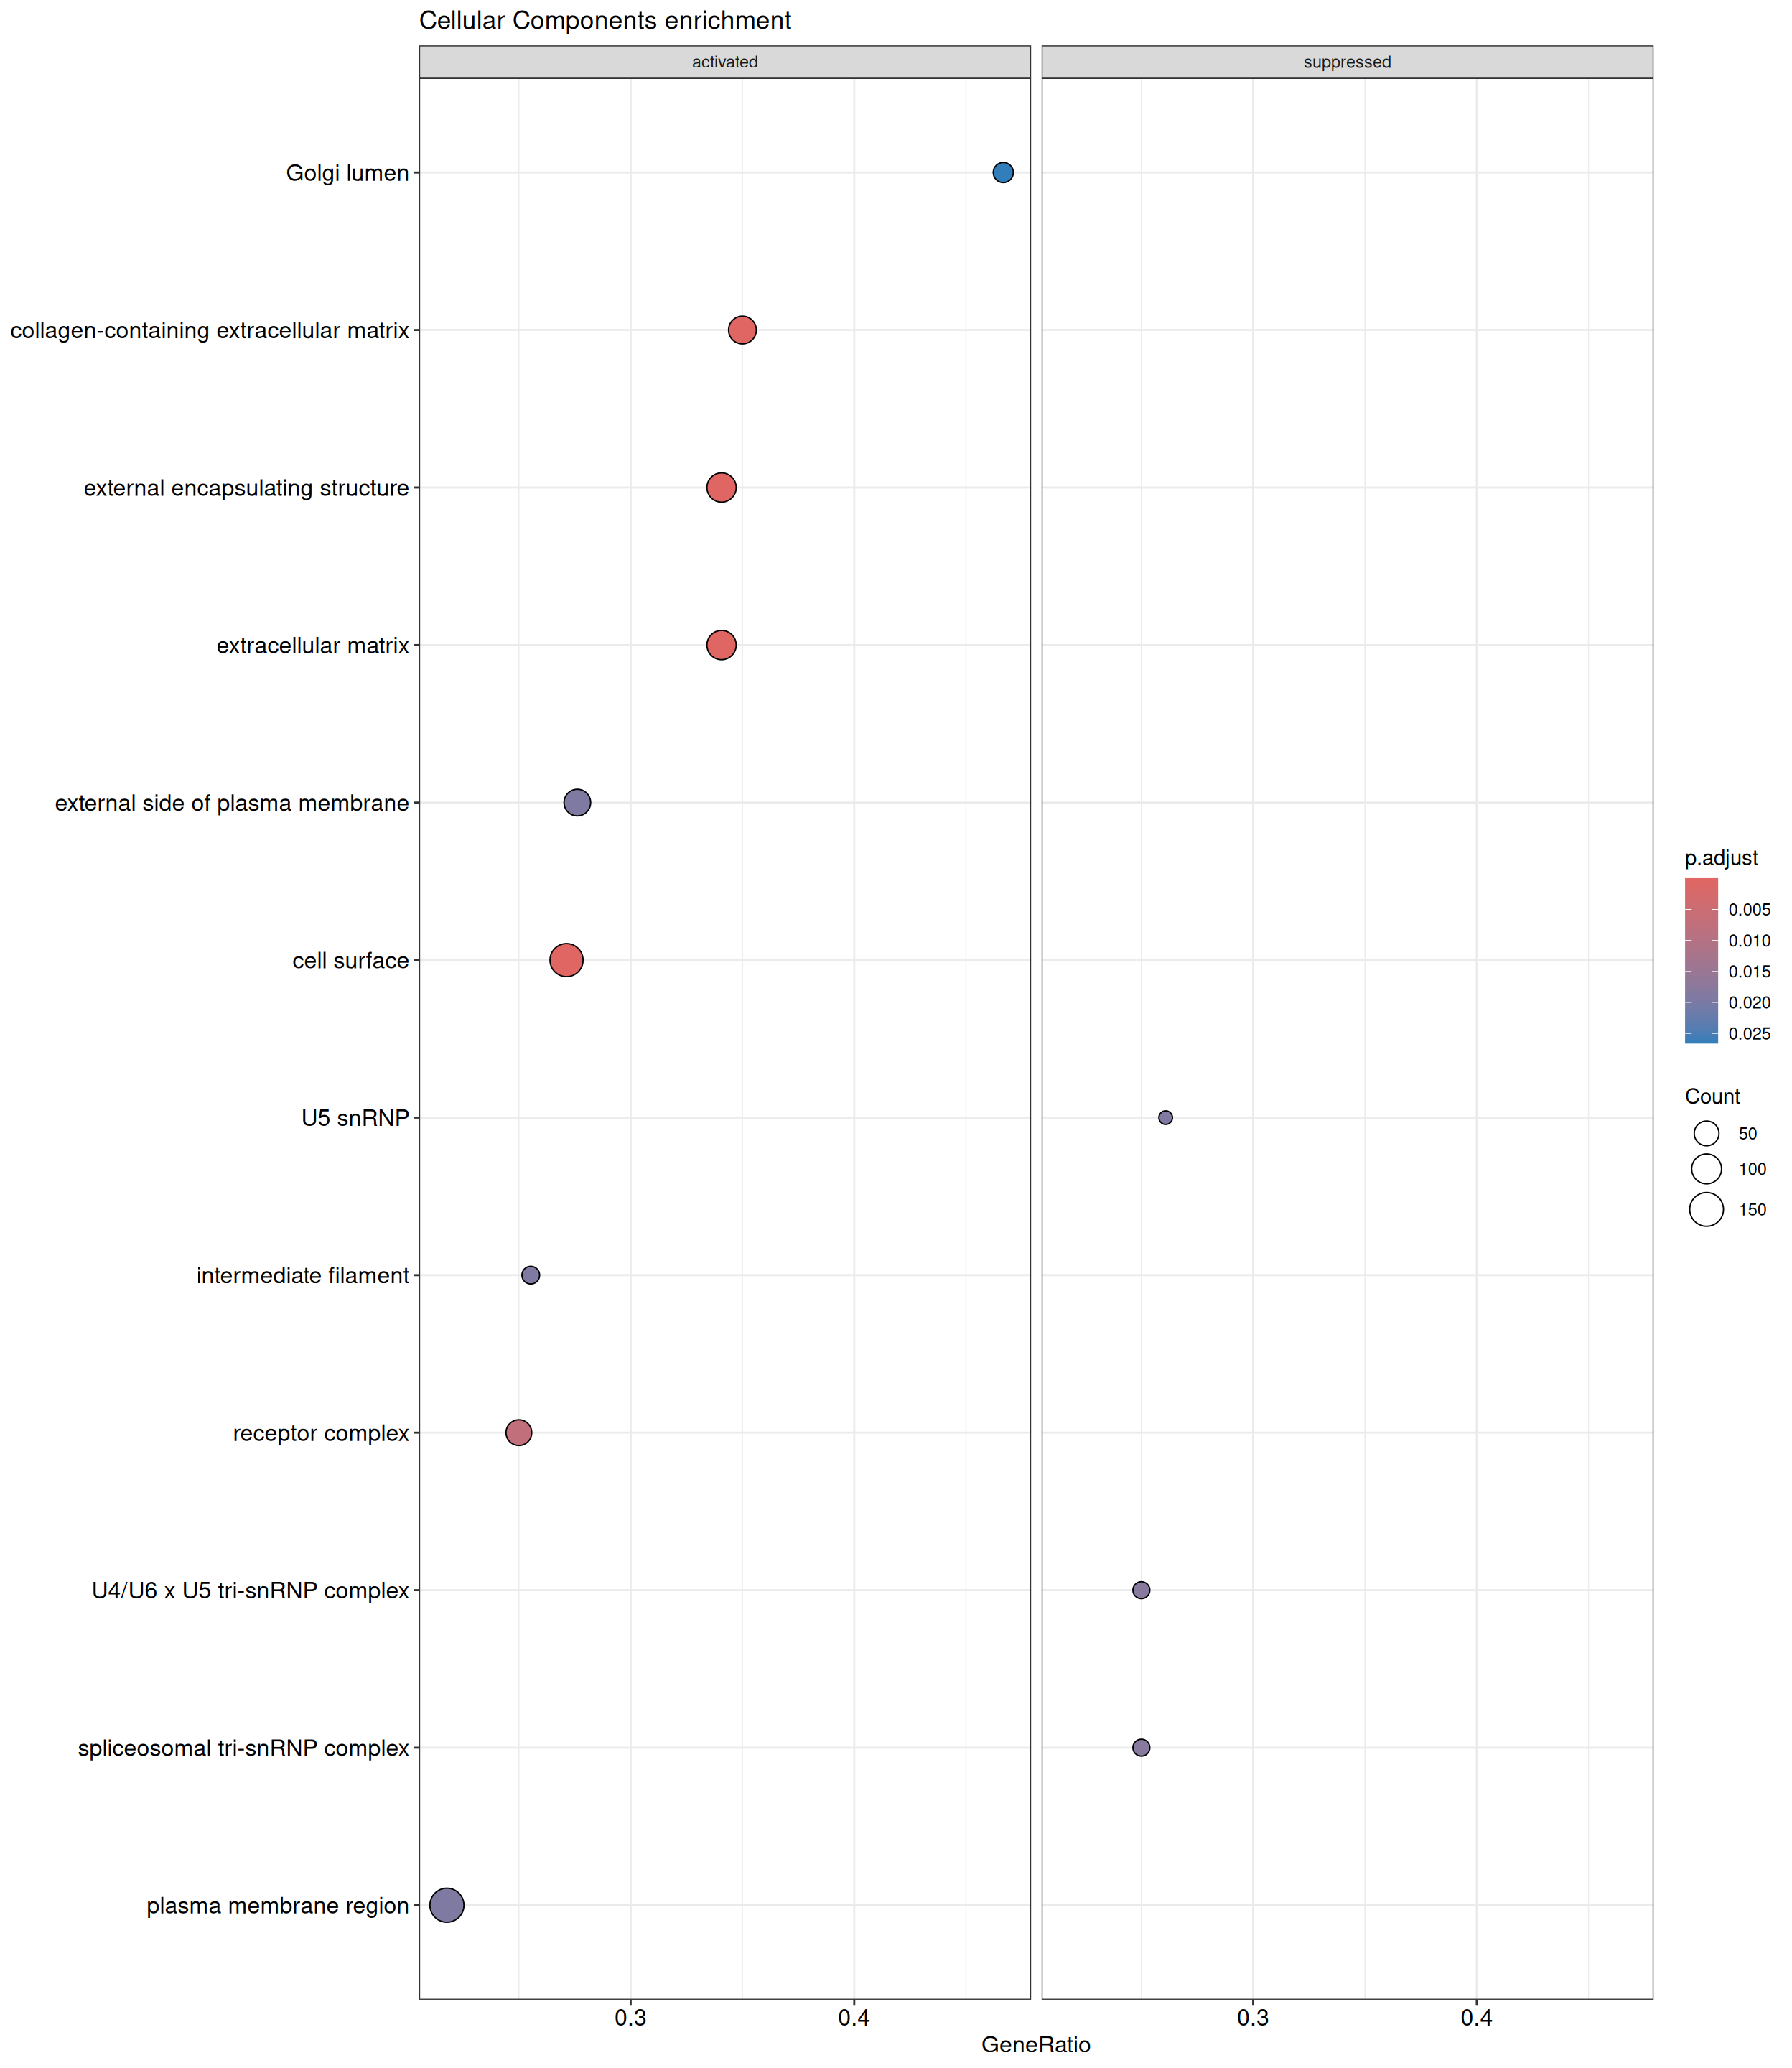 Cellular Components enrichment
activated
suppressed
Golgi lumen
collagen-containing extracellular matrix
external encapsulating structure
extracellular matrix
external side of plasma membrane
cell surface
U5 snRNP
intermediate filament
receptor complex
U4/U6 x U5 tri-snRNP complex
spliceosomal tri-snRNP complex
plasma membrane region
0.3
0.4
0.3
0.4
GeneRatio
p.adjust
0.005
0.010
0.015
0.020
0.025
Count
50
100
150